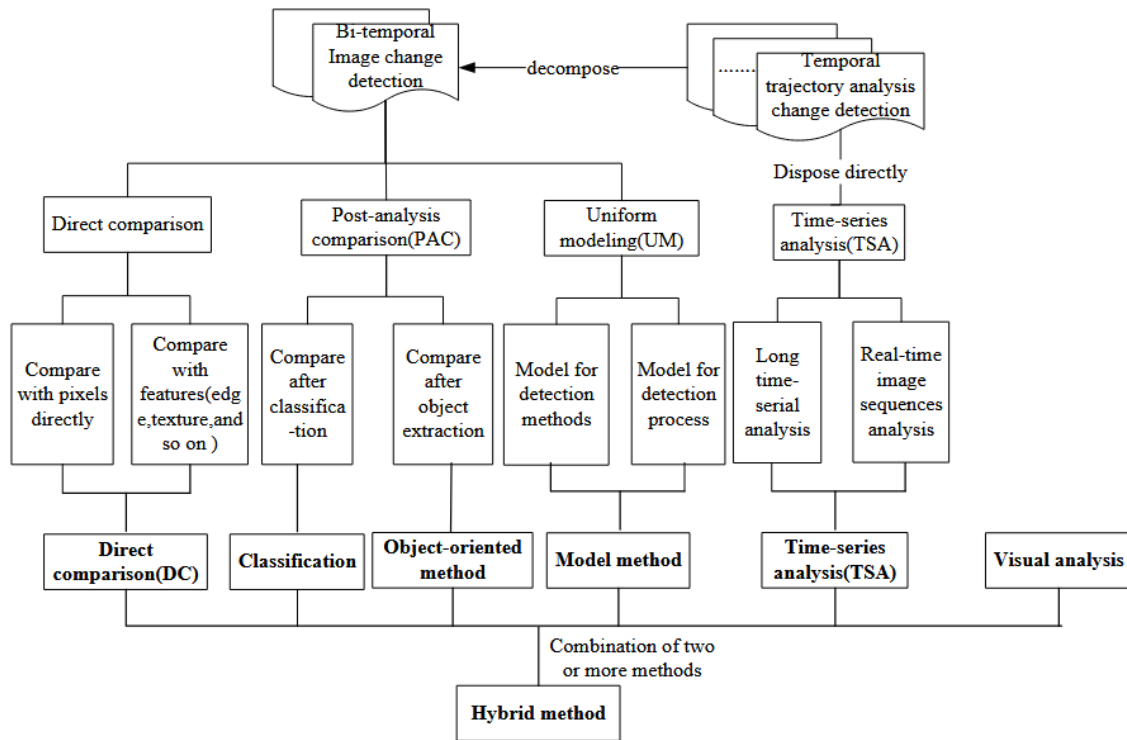 Bi-temporal
Image change
detection
decompose
........
Temporal
trajectory analysis
change detection
Dispose directly
Direct comparison
Post-analysis
comparison(PAC)
Uniform
modeling(UM)
Time-series
analysis(TSA)
Compare
with pixels
directly
Compare
with
features(edg
e,texture,and
so on )
Compare
after
classifica
-tion
Compare
after
object
extraction
Model for
detection
methods
Model for
detection
process
Long
time-
serial
analysis
Real-time
image
sequences
analysis
Direct
comparison(DC)
Classification
Object-oriented
method
Model method
Time-series
analysis(TSA)
Visual analysis
Combination of two
or more methods
Hybrid method